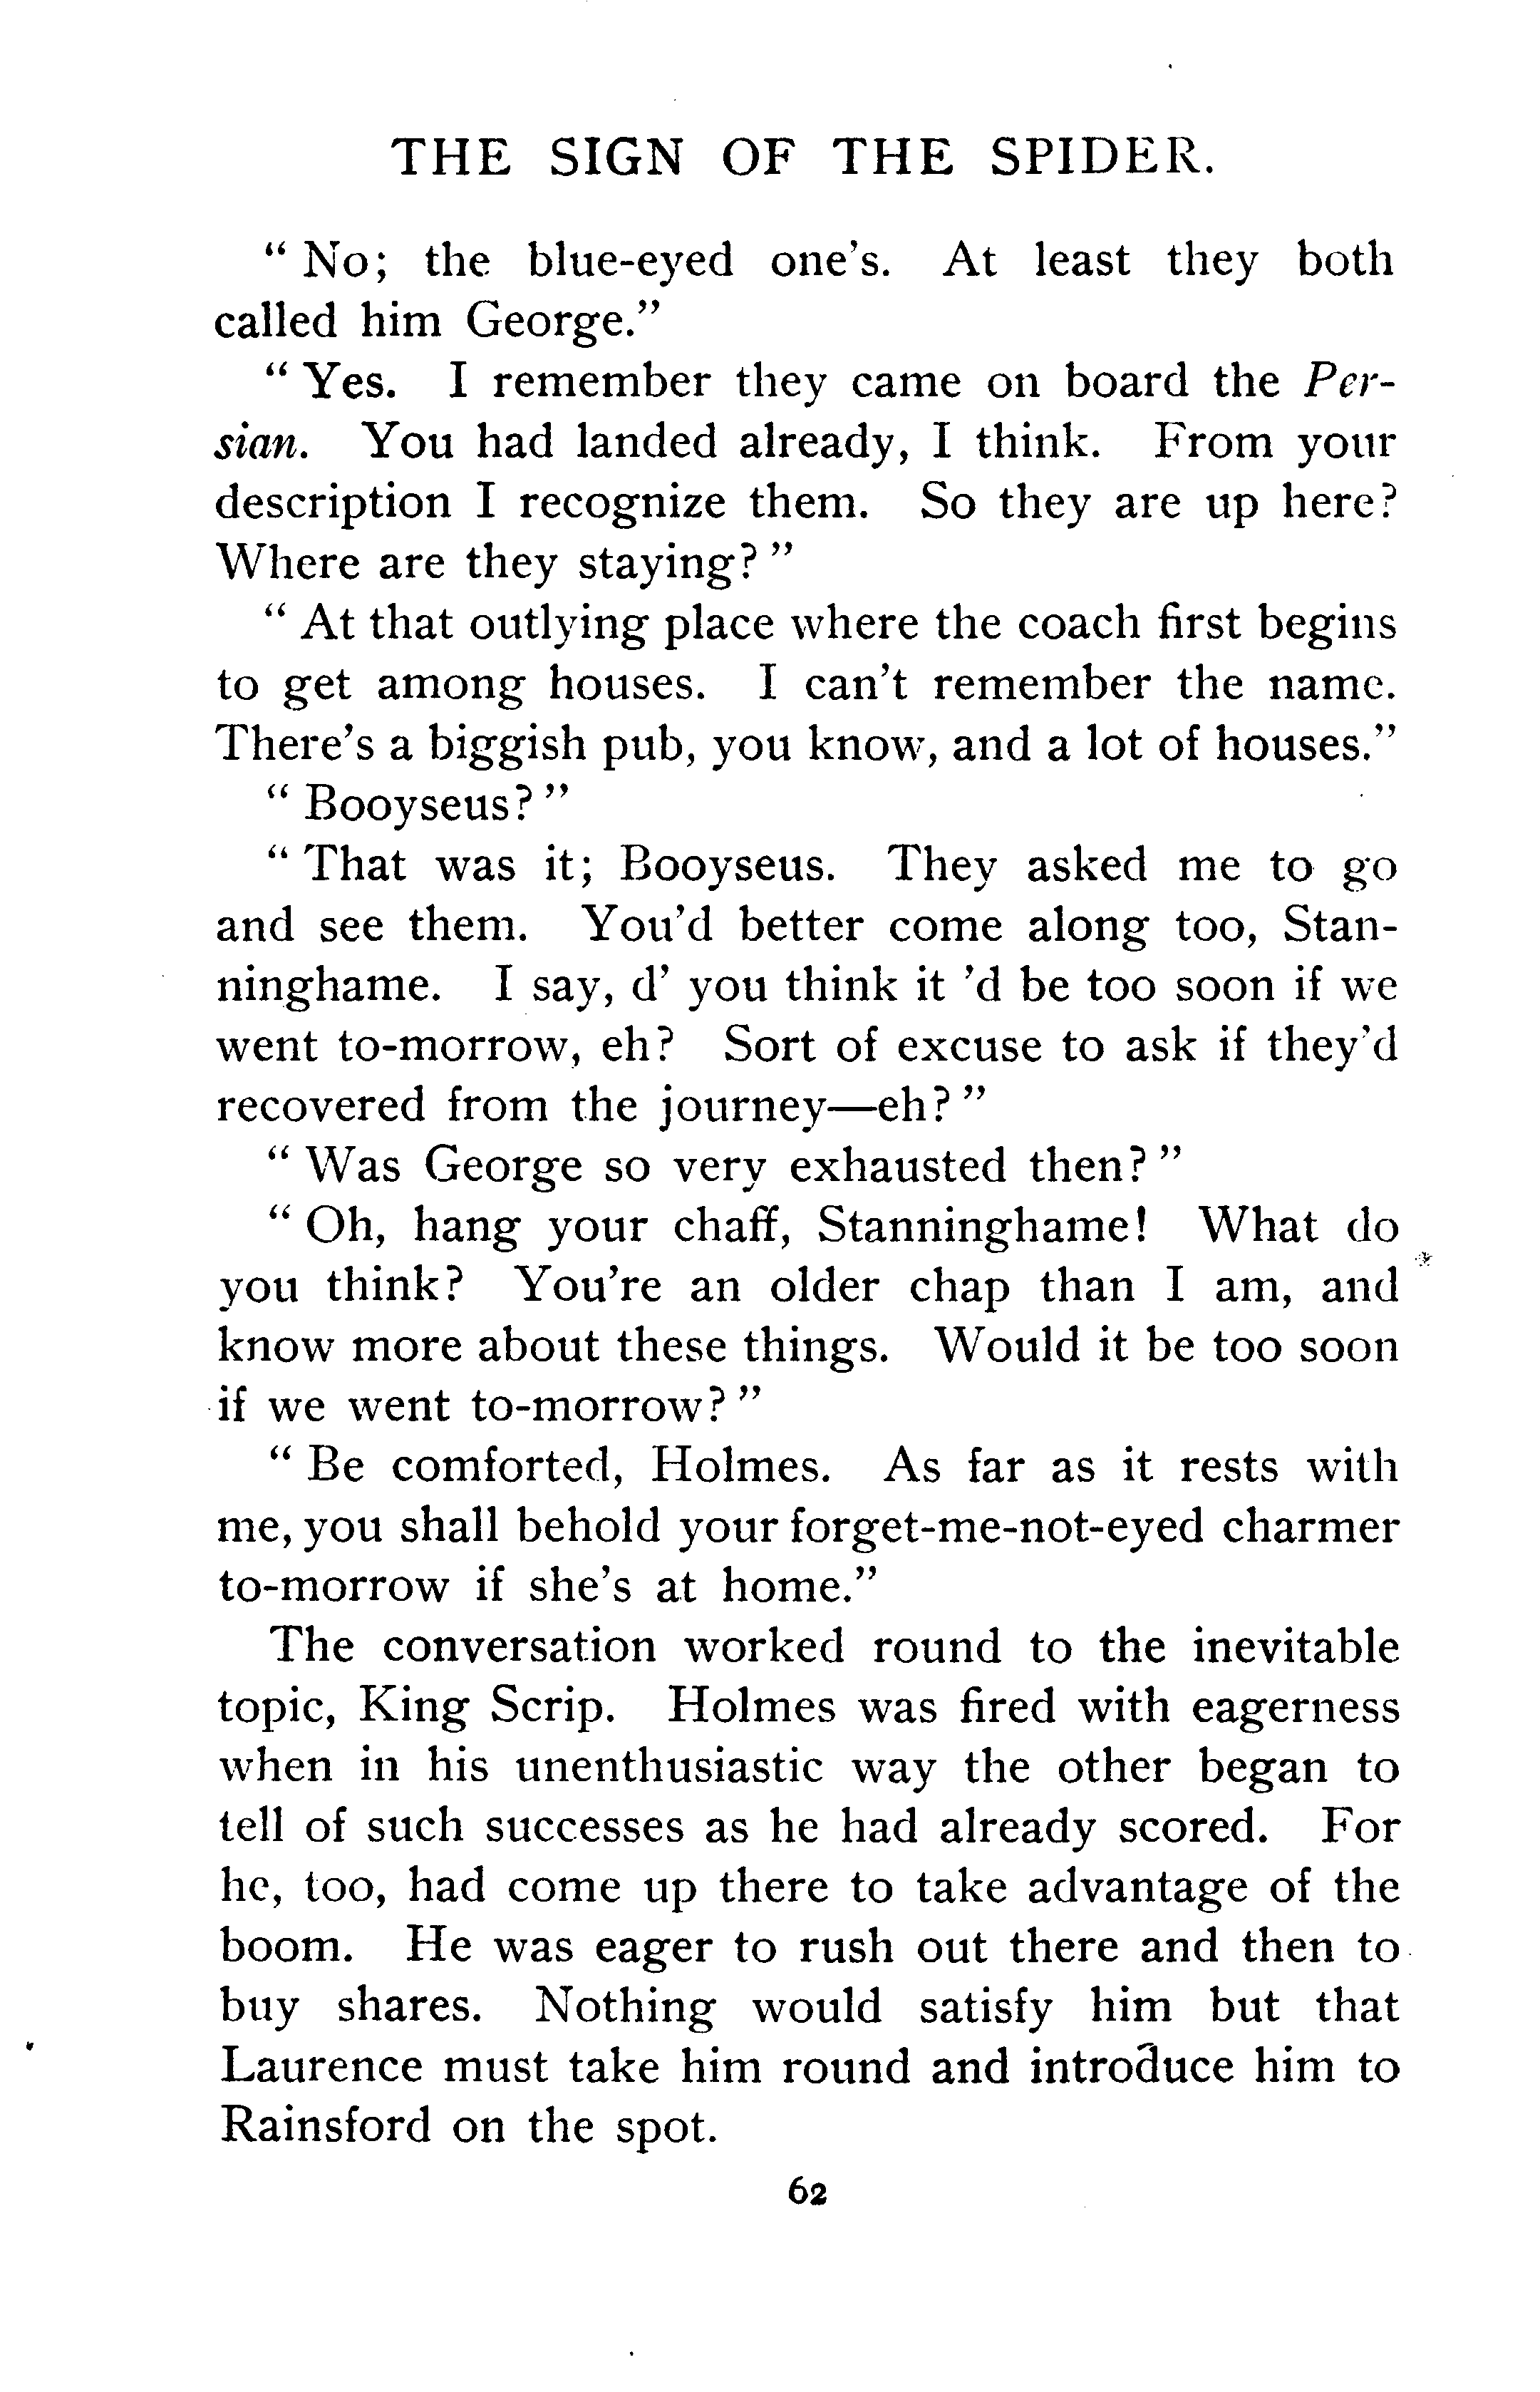 THE SIGN OF THE SPIDER.
“ No; the blue-eyed one’s. At least they both
called him George.”
“ Yes. I remember they came on board the Per-
sian. You had landed already, I think. From your
description I recognize them. So they are up here?
Where are they staying? ”
“ At that outlying place where the coach first begins
to get among houses. I can’t remember the name.
There’s a biggish pub, you know, and a lot of houses.”
“ Booyseus? ”
“ That was it; Booyseus. They asked me to go
and see them. You’d better come along too, Stan-
ninghame. I say, d’ you think it ’d be too soon if we
went to-morrow, eh? Sort of excuse to ask if they’d
recovered from the journey—eh? ”
“ Was George so very exhausted then? ”
“ Oh, hang your chaff, Stanninghame! What do
you think? You’re an older chap than I am, and
know more about these things. Would it be too soon
if we went to-morrow? ”
“ Be comforted, Holmes. As far as it rests with
me, you shall behold your forget-me-not-eyed charmer
to-morrow if she’s at home.”
The conversation worked round to the inevitable
topic, King Scrip. Holmes was fired with eagerness
when in his unenthusiastic way the other began to
tell of such successes as he had already scored. For
he, too, had come up there to take advantage of the
boom. He was eager to rush out there and then to
buy shares. Nothing would satisfy him but that
Laurence must take him round and introduce him to
Rainsford on the spot.
62